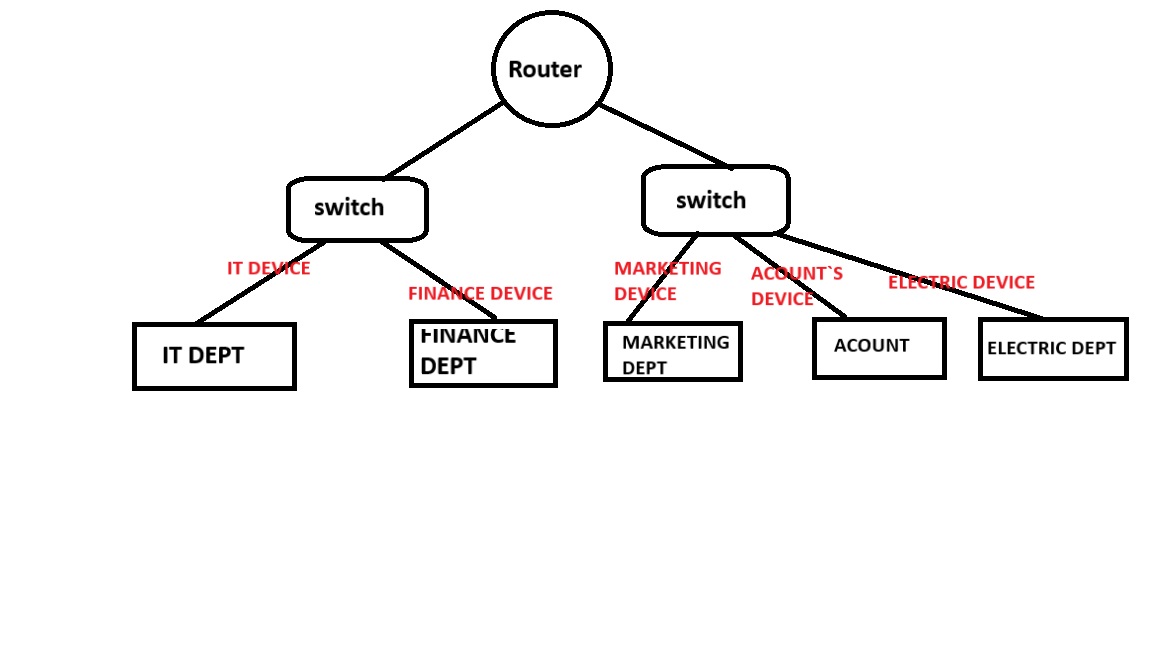 Router
switch
switch
IT DEVICE
FINANCE DEVICE
MARKETING
DEVICE
ACOUNT`S
DEVICE
ELECTRIC DEVICE
IT DEPT
FINANCE
DEPT
MARKETING
DEPT
ACOUNT
ELECTRIC DEPT